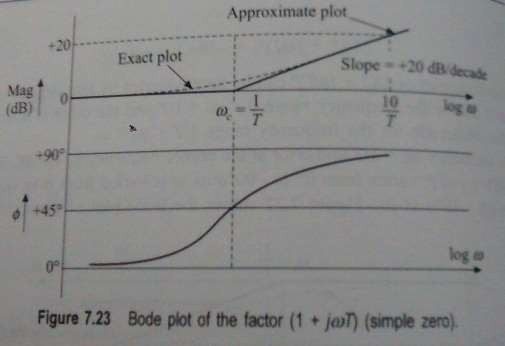 Approximate plot
+20
Exact plot
Slope = +20 dB/decade
Mag
(dB)
0
ω_c = 1/T
10/T
log ω
+90°
ϕ
+45°
0°
log ω
Figure 7.23 Bode plot of the factor (1 + jωT) (simple zero).